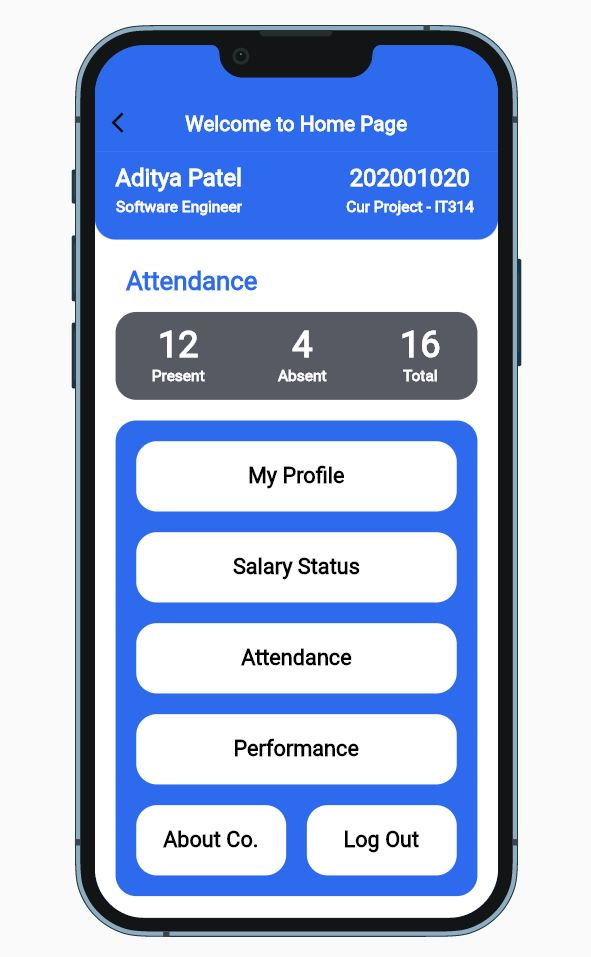 Welcome to Home Page
Aditya Patel 202001020
Software Engineer Cur Project - IT314
Attendance
12 4 16
Present Absent Total
My Profile
Salary Status
Attendance
Performance
About Co. Log Out